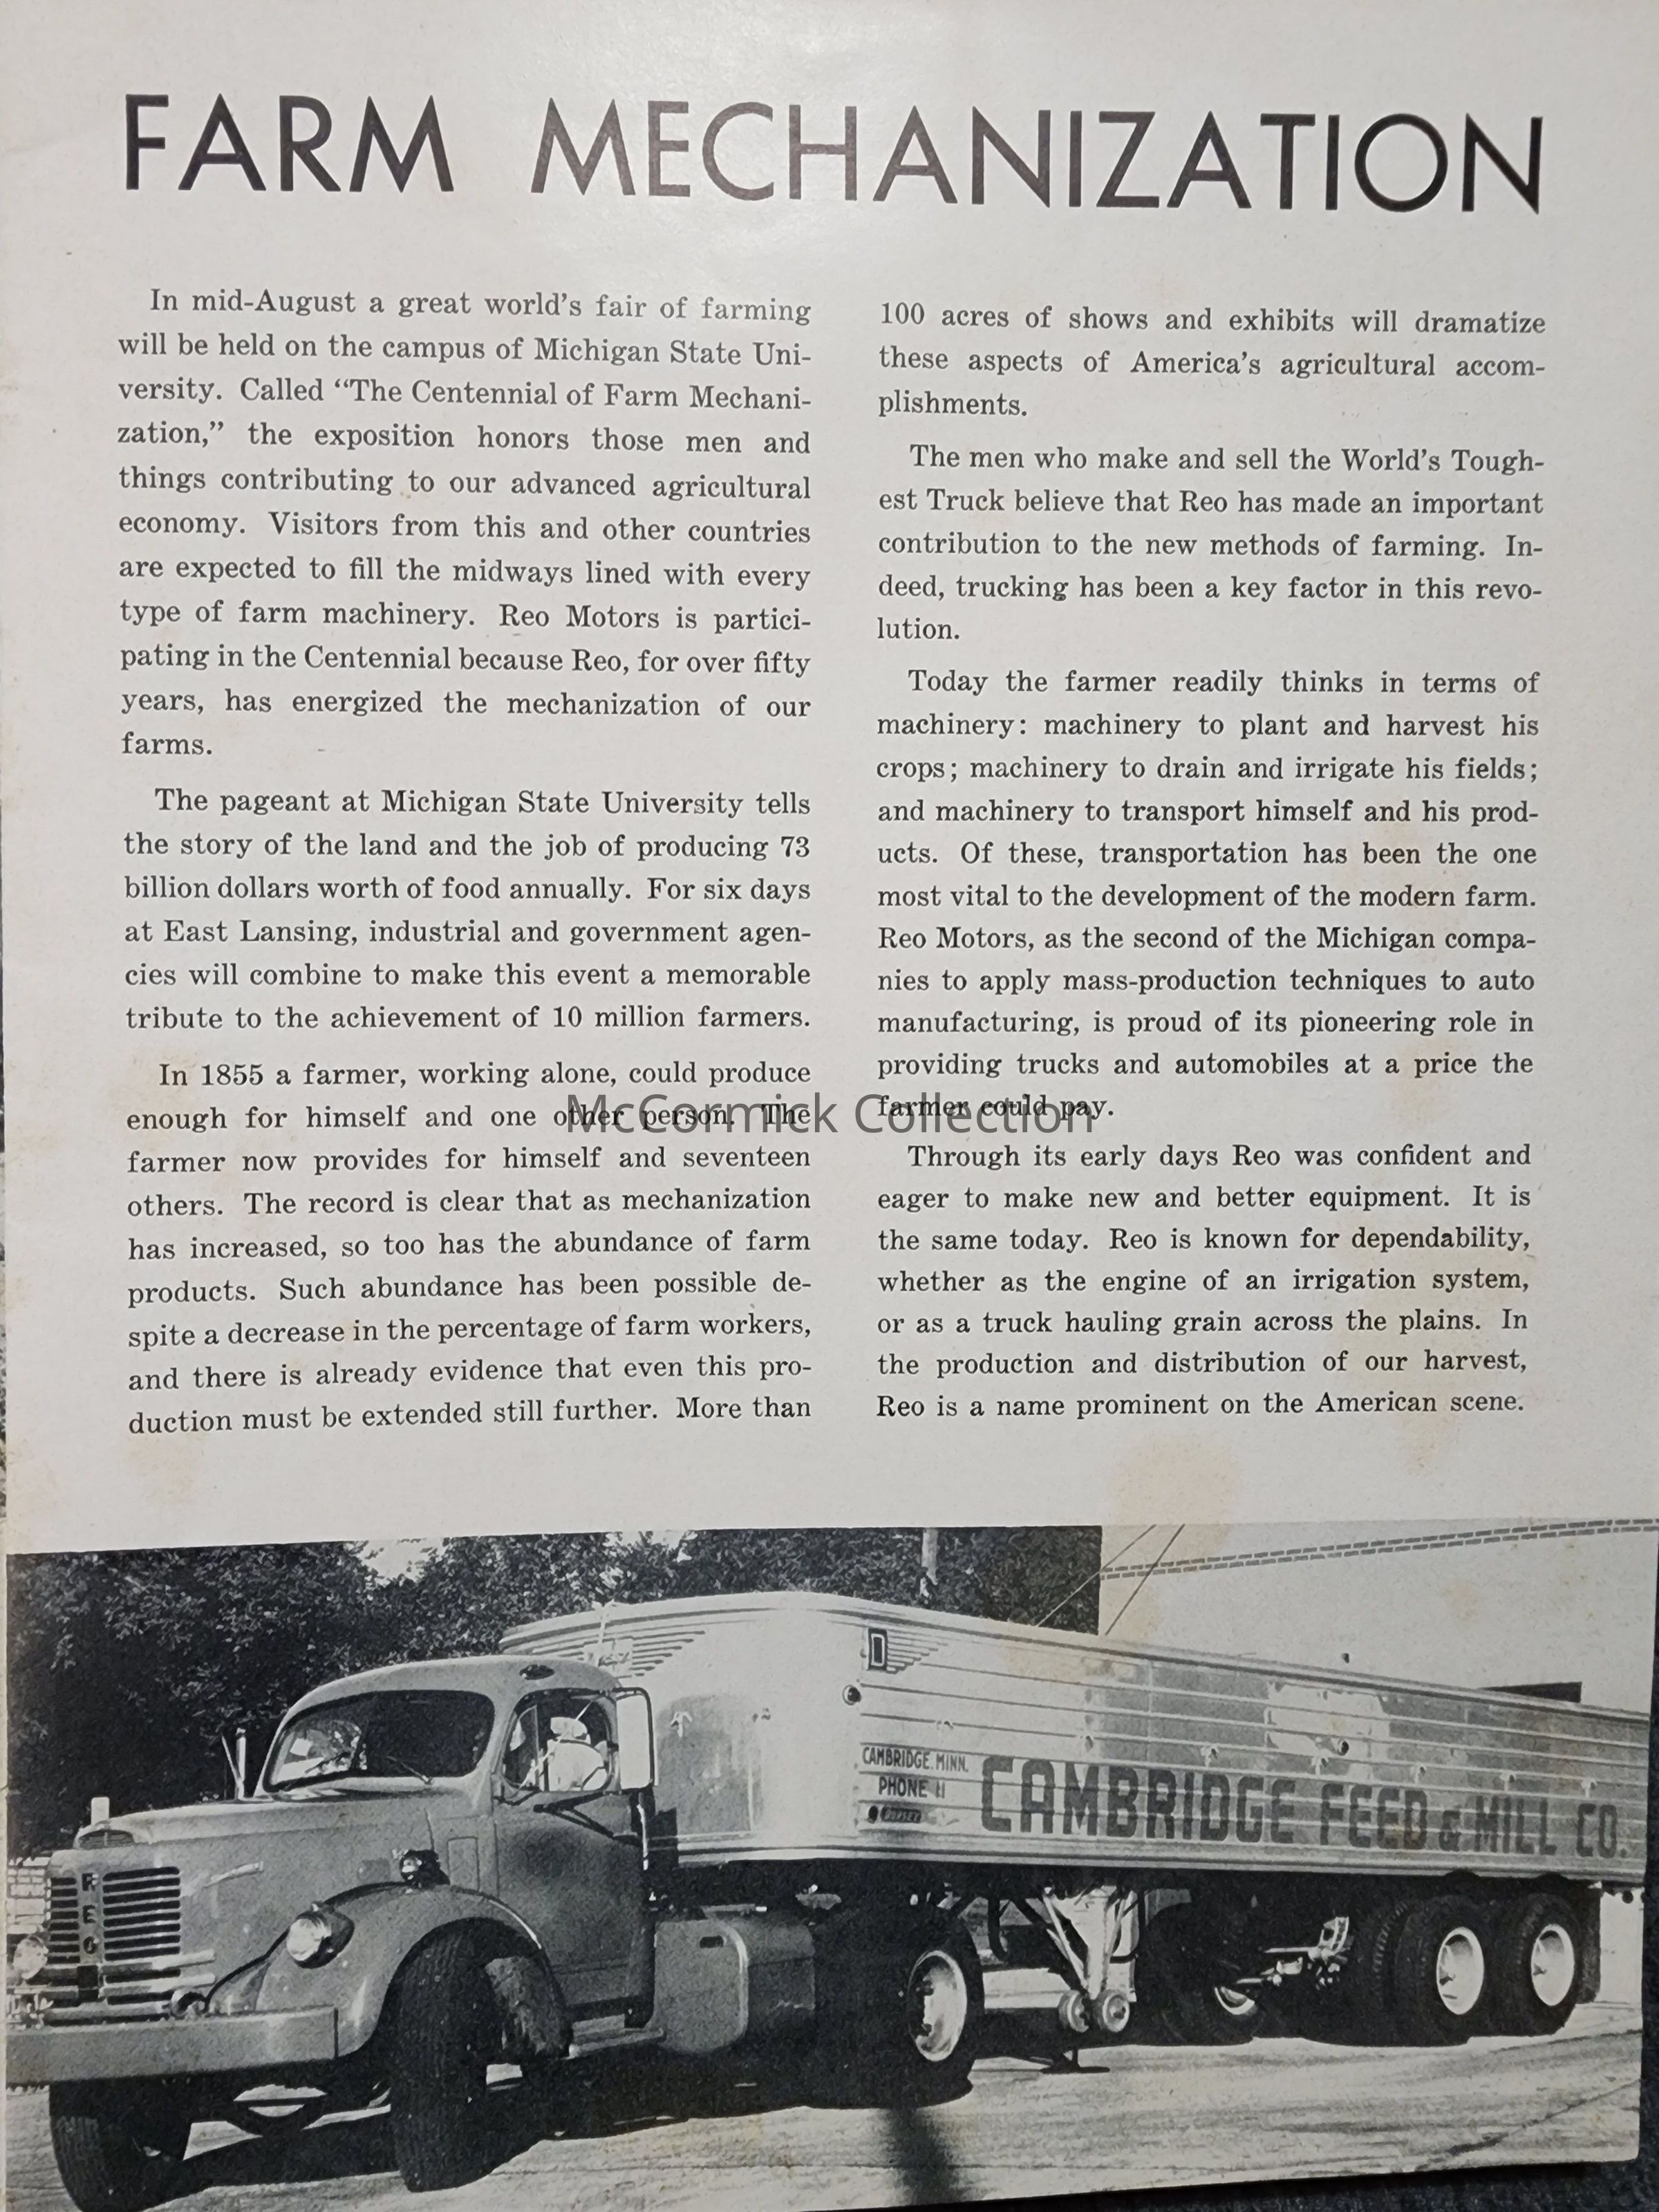 FARM MECHANIZATION
In mid-August a great world's fair of farming
will be held on the campus of Michigan State Uni-
versity. Called “The Centennial of Farm Mechani-
zation,” the exposition honors those men and
things contributing to our advanced agricultural
economy. Visitors from this and other countries
are expected to fill the midways lined with every
type of farm machinery. Reo Motors is partici-
pating in the Centennial because Reo, for over fifty
years, has energized the mechanization of our
farms.
The pageant at Michigan State University tells
the story of the land and the job of producing 73
billion dollars worth of food annually. For six days
at East Lansing, industrial and government agen-
cies will combine to make this event a memorable
tribute to the achievement of 10 million farmers.
In 1855 a farmer, working alone, could produce
enough for himself and one other person. The
farmer now provides for himself and seventeen
others. The record is clear that as mechanization
has increased, so too has the abundance of farm
products. Such abundance has been possible de-
spite a decrease in the percentage of farm workers,
and there is already evidence that even this pro-
duction must be extended still further. More than
100 acres of shows and exhibits will dramatize
these aspects of America's agricultural accom-
plishments.
The men who make and sell the World's Tough-
est Truck believe that Reo has made an important
contribution to the new methods of farming. In-
deed, trucking has been a key factor in this revo-
lution.
Today the farmer readily thinks in terms of
machinery: machinery to plant and harvest his
crops; machinery to drain and irrigate his fields;
and machinery to transport himself and his prod-
ucts. Of these, transportation has been the one
most vital to the development of the modern farm.
Reo Motors, as the second of the Michigan compa-
nies to apply mass-production techniques to auto
manufacturing, is proud of its pioneering role in
providing trucks and automobiles at a price the
farmer could pay.
Through its early days Reo was confident and
eager to make new and better equipment. It is
the same today. Reo is known for dependability,
whether as the engine of an irrigation system,
or as a truck hauling grain across the plains. In
the production and distribution of our harvest,
Reo is a name prominent on the American scene.
McCormick Collection
D
CAMBRIDGE. MINN.
PHONE 11
CAMBRIDGE FEED & MILL CO.
REO